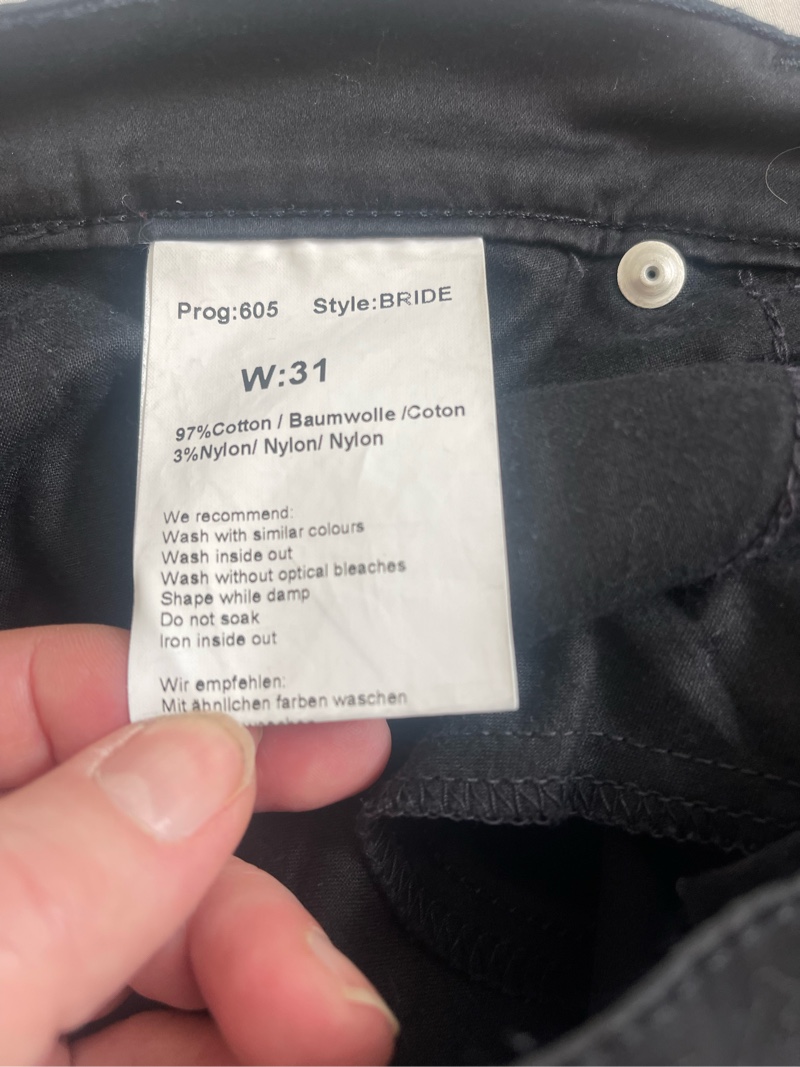 Prog:605 Style:BRIDE
W:31
97%Cotton / Baumwolle /Coton
3%Nylon/ Nylon/ Nylon
We recommend:
Wash with similar colours
Wash inside out
Wash without optical bleaches
Shape while damp
Do not soak
Iron inside out
Wir empfehlen:
Mit ähnlichen farben waschen